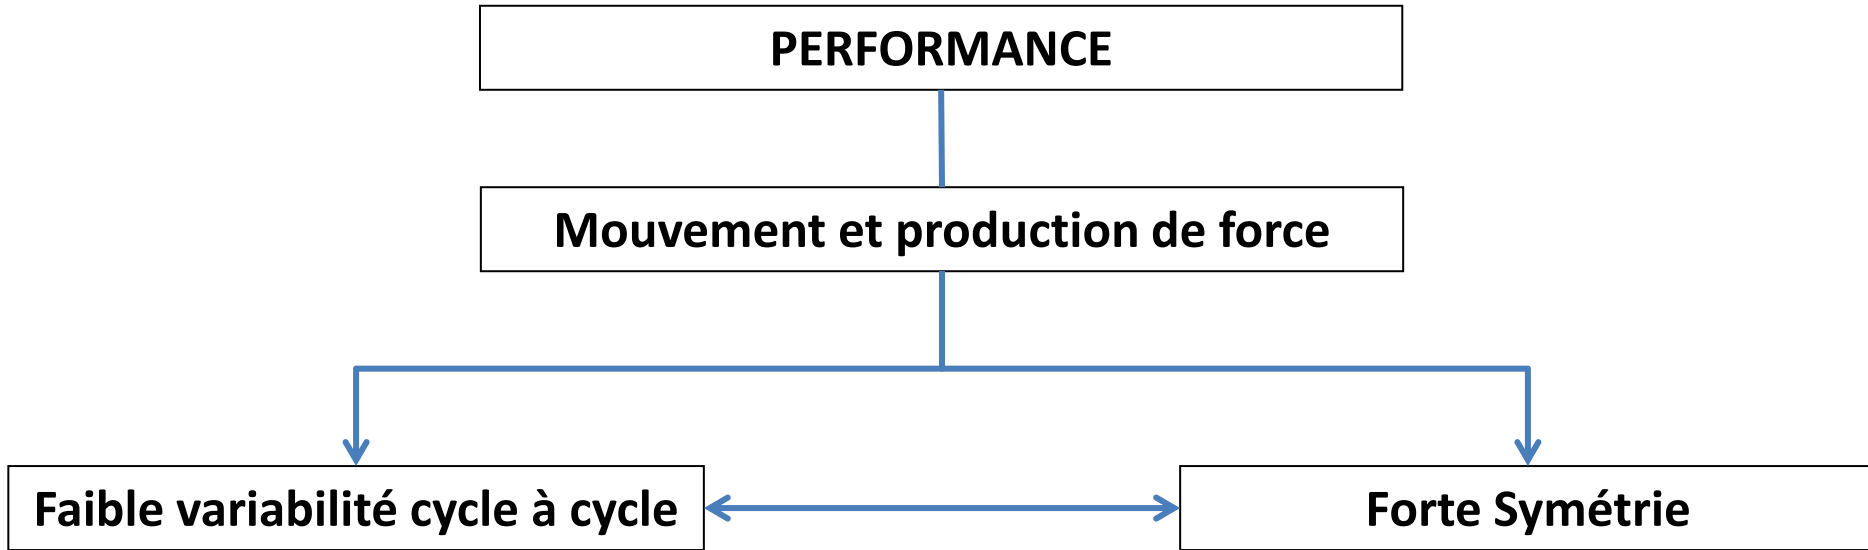 PERFORMANCE
Mouvement et production de force
Faible variabilité cycle à cycle
Forte Symétrie